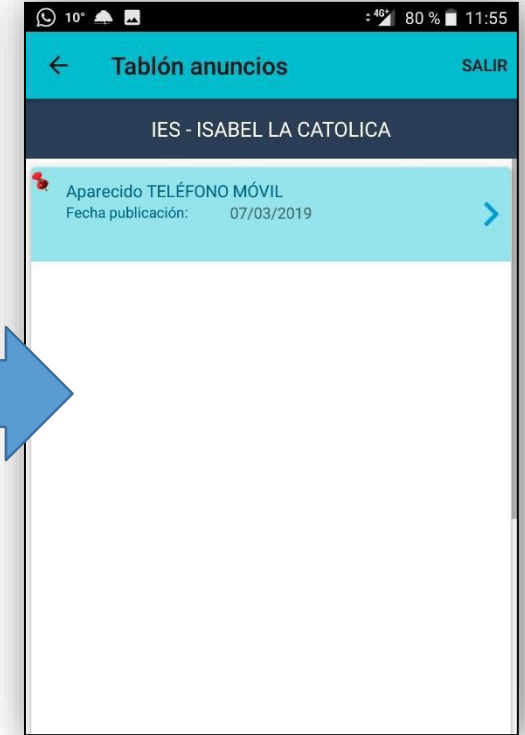 10° 4G+ 80 % 11:55
Tablón anuncios SALIR
IES - ISABEL LA CATOLICA
Aparecido TELÉFONO MÓVIL
Fecha publicación: 07/03/2019